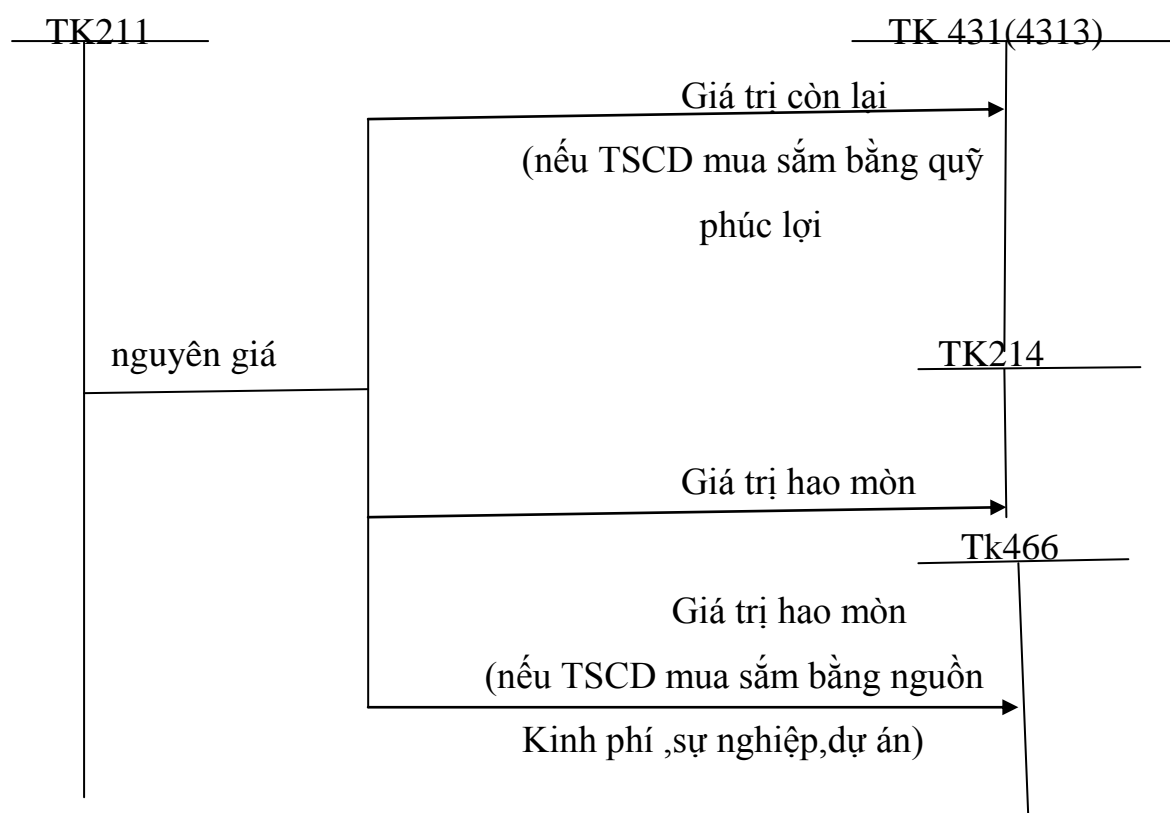 TK211
TK 431(4313)
Giá trị còn lại
(nếu TSCD mua sắm bằng quỹ
phúc lợi
nguyên giá
TK214
Giá trị hao mòn
Tk466
Giá trị hao mòn
(nếu TSCD mua sắm bằng nguồn
Kinh phí ,sự nghiệp,dự án)